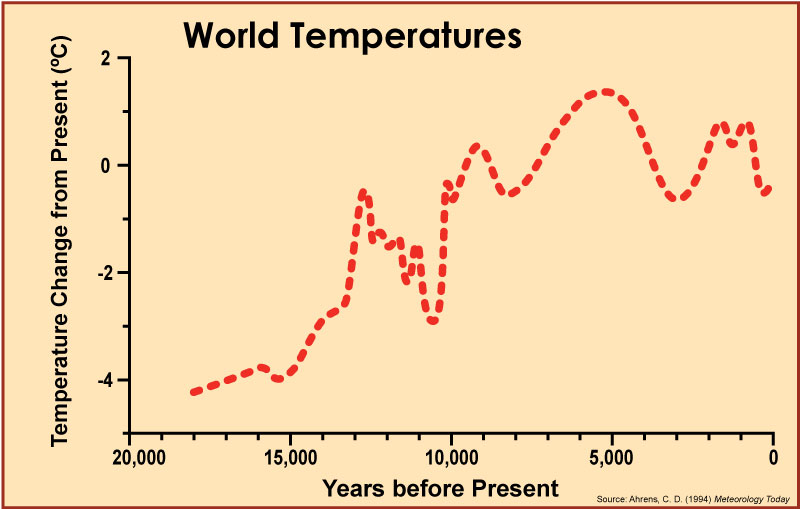 World Temperatures
Temperature Change from Present (ºC)
2
0
-2
-4
20,000
15,000
10,000
5,000
0
Years before Present
Source: Ahrens, C. D. (1994) Meteorology Today